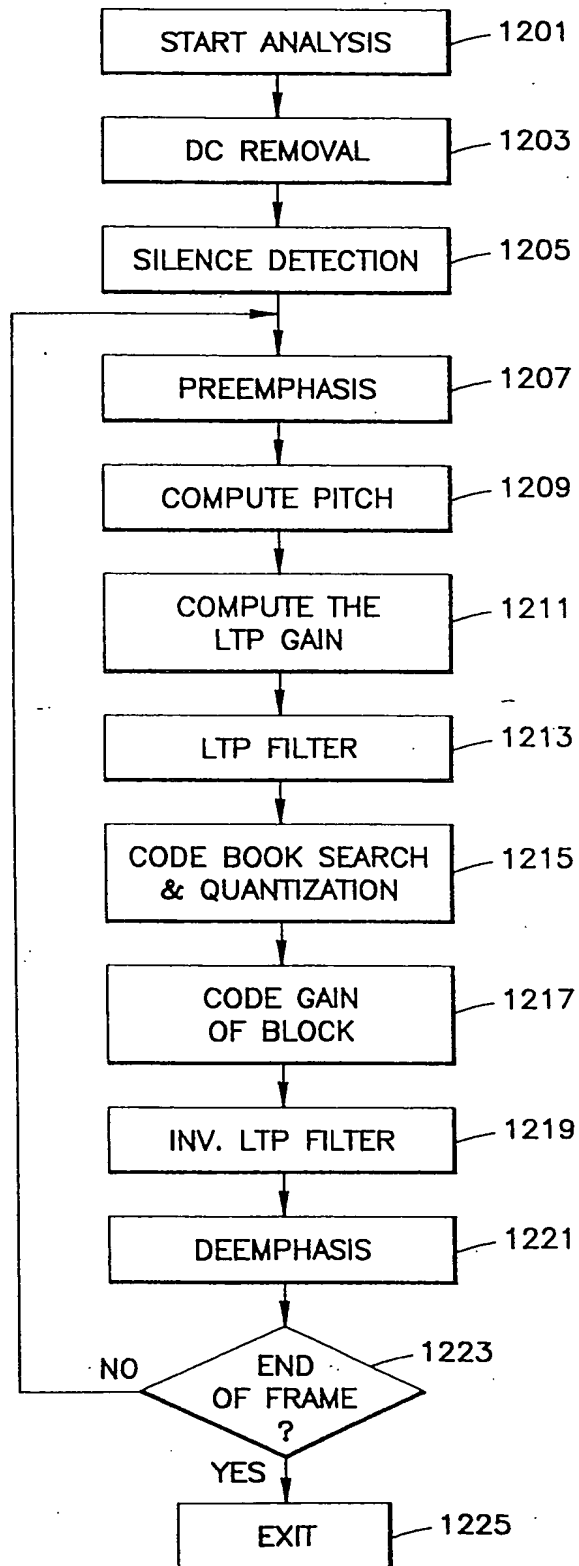 START ANALYSIS 1201
DC REMOVAL 1203
SILENCE DETECTION 1205
PREEMPHASIS 1207
COMPUTE PITCH 1209
COMPUTE THE
LTP GAIN
1211
LTP FILTER 1213
CODE BOOK SEARCH
& QUANTIZATION
1215
CODE GAIN
OF BLOCK
1217
INV. LTP FILTER 1219
DEEMPHASIS 1221
END
OF FRAME
?
1223
NO
YES
EXIT 1225